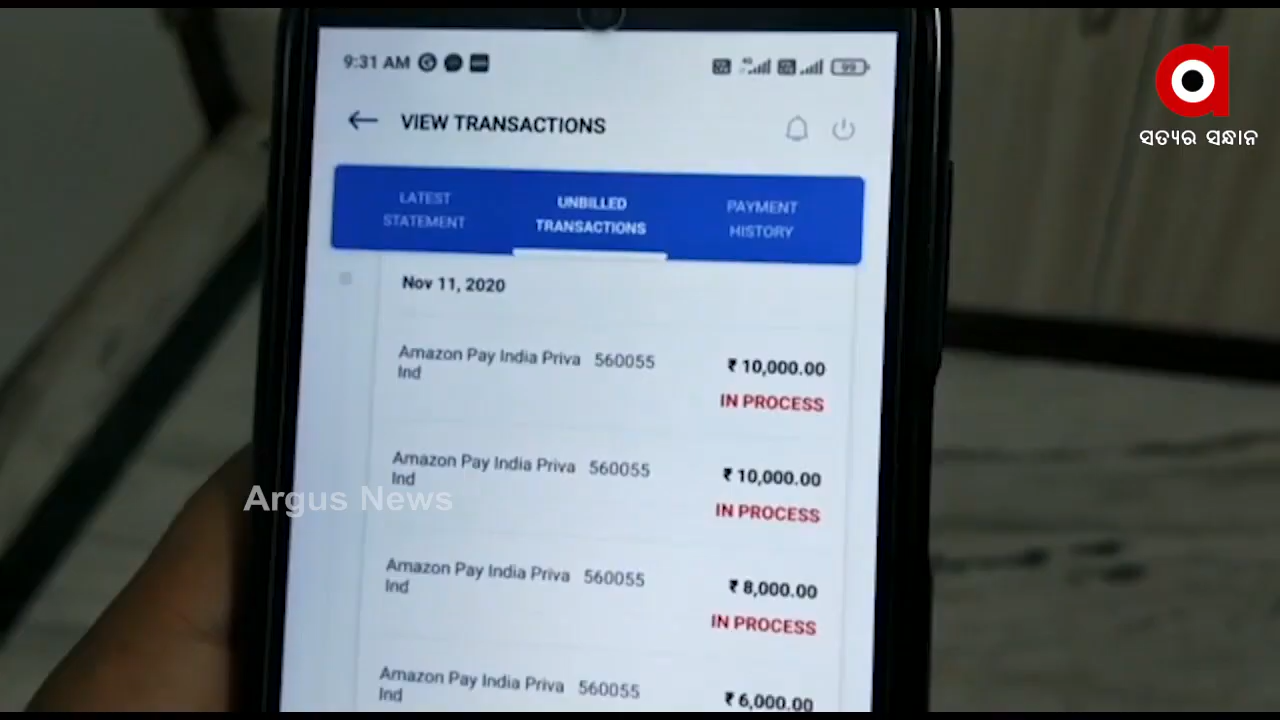 9:31 AM
99
ସତ୍ୟର ସନ୍ଧାନ
VIEW TRANSACTIONS
LATEST
STATEMENT
UNBILLED
TRANSACTIONS
PAYMENT
HISTORY
Nov 11, 2020
Amazon Pay India Priva 560055
Ind
₹ 10,000.00
IN PROCESS
Amazon Pay India Priva 560055
Ind
₹ 10,000.00
IN PROCESS
Argus News
Amazon Pay India Priva 560055
Ind
₹ 8,000.00
IN PROCESS
Amazon Pay India Priva 560055
Ind
₹ 6,000.00